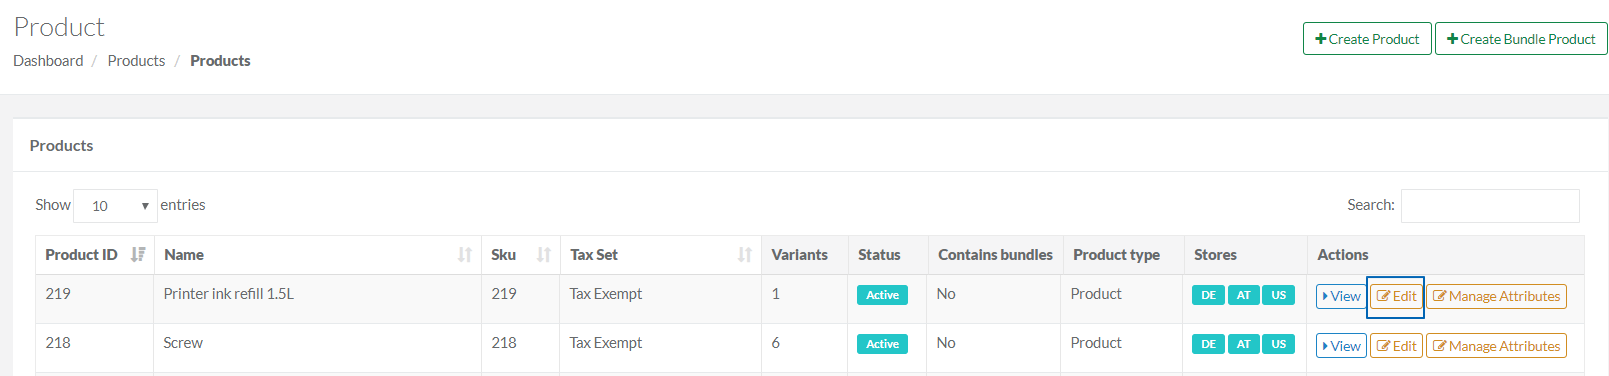 Product
Create Product
Create Bundle Product
Dashboard / Products / Products
Products
Show 10 entries
Search:
Product ID Name Sku Tax Set Variants Status Contains bundles Product type Stores Actions
219 Printer ink refill 1.5L 219 Tax Exempt 1 Active No Product DE AT US View Edit Manage Attributes
218 Screw 218 Tax Exempt 6 Active No Product DE AT US View Edit Manage Attributes